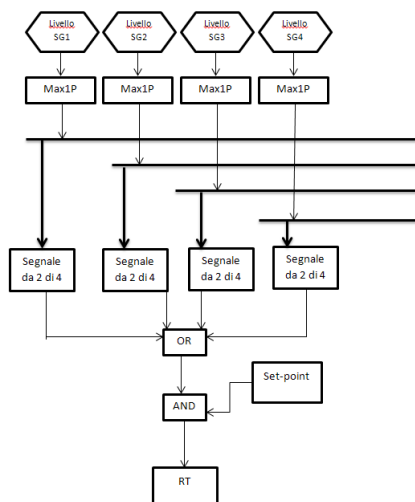 Livello
SG1
Livello
SG2
Livello
SG3
Livello
SG4
Max1P
Max1P
Max1P
Max1P
Segnale
da 2 di 4
Segnale
da 2 di 4
Segnale
da 2 di 4
Segnale
da 2 di 4
OR
Set-point
AND
RT